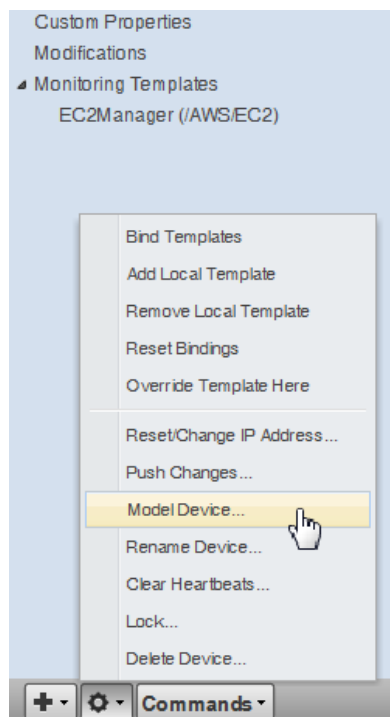 Custom Properties
Modifications
Monitoring Templates
EC2Manager (/AWS/EC2)
Bind Templates
Add Local Template
Remove Local Template
Reset Bindings
Override Template Here
Reset/Change IP Address...
Push Changes...
Model Device...
Rename Device...
Clear Heartbeats...
Lock...
Delete Device...
Commands